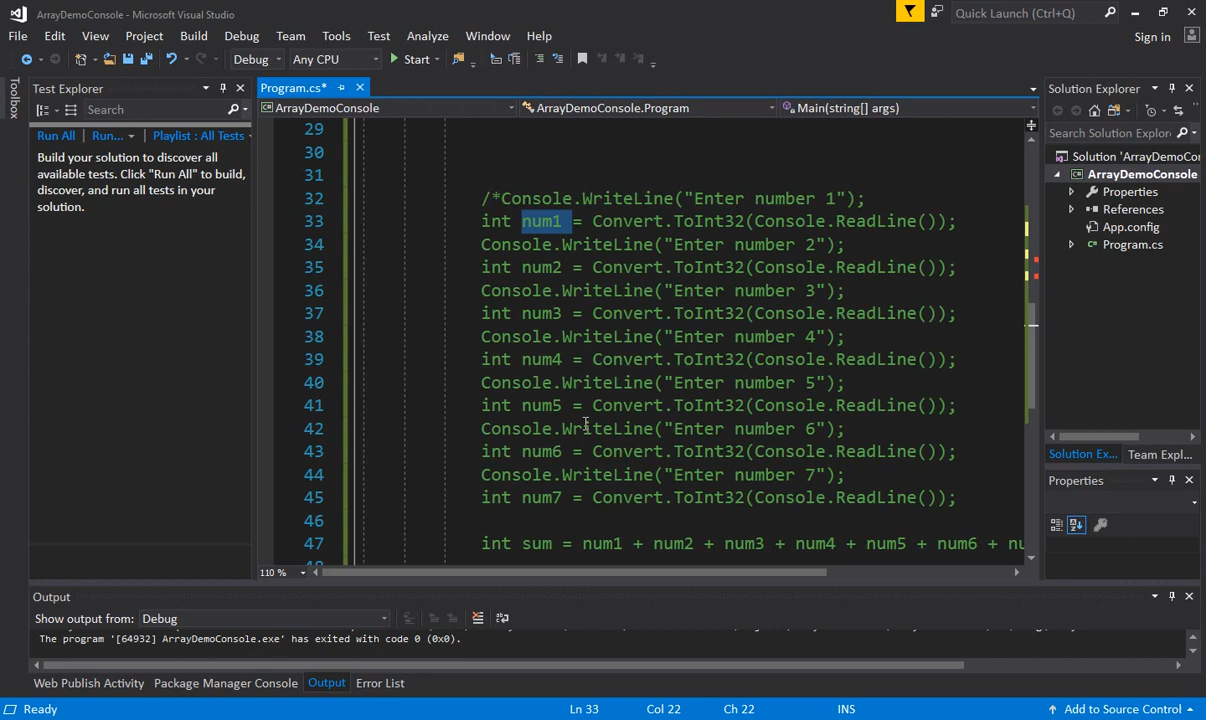 ArrayDemoConsole - Microsoft Visual Studio
Quick Launch (Ctrl+Q)
File Edit View Project Build Debug Team Tools Test Analyze Window Help
Sign in
Debug Any CPU Start
Toolbox
Test Explorer
Search
Run All Run... Playlist : All Tests
Build your solution to discover all
available tests. Click "Run All" to build,
discover, and run all tests in your
solution.
Program.cs*
ArrayDemoConsole ArrayDemoConsole.Program Main(string[] args)
29
30
31
32 /*Console.WriteLine("Enter number 1");
33 int num1 = Convert.ToInt32(Console.ReadLine());
34 Console.WriteLine("Enter number 2");
35 int num2 = Convert.ToInt32(Console.ReadLine());
36 Console.WriteLine("Enter number 3");
37 int num3 = Convert.ToInt32(Console.ReadLine());
38 Console.WriteLine("Enter number 4");
39 int num4 = Convert.ToInt32(Console.ReadLine());
40 Console.WriteLine("Enter number 5");
41 int num5 = Convert.ToInt32(Console.ReadLine());
42 Console.WriteLine("Enter number 6");
43 int num6 = Convert.ToInt32(Console.ReadLine());
44 Console.WriteLine("Enter number 7");
45 int num7 = Convert.ToInt32(Console.ReadLine());
46
47 int sum = num1 + num2 + num3 + num4 + num5 + num6 + nu
110 %
Solution Explorer
Search Solution Explor
Solution 'ArrayDemoCor
ArrayDemoConsole
Properties
References
App.config
Program.cs
Solution Ex... Team Expl...
Properties
Output
Show output from: Debug
The program '[64932] ArrayDemoConsole.exe' has exited with code 0 (0x0).
Web Publish Activity Package Manager Console Output Error List
Ready Ln 33 Col 22 Ch 22 INS Add to Source Control